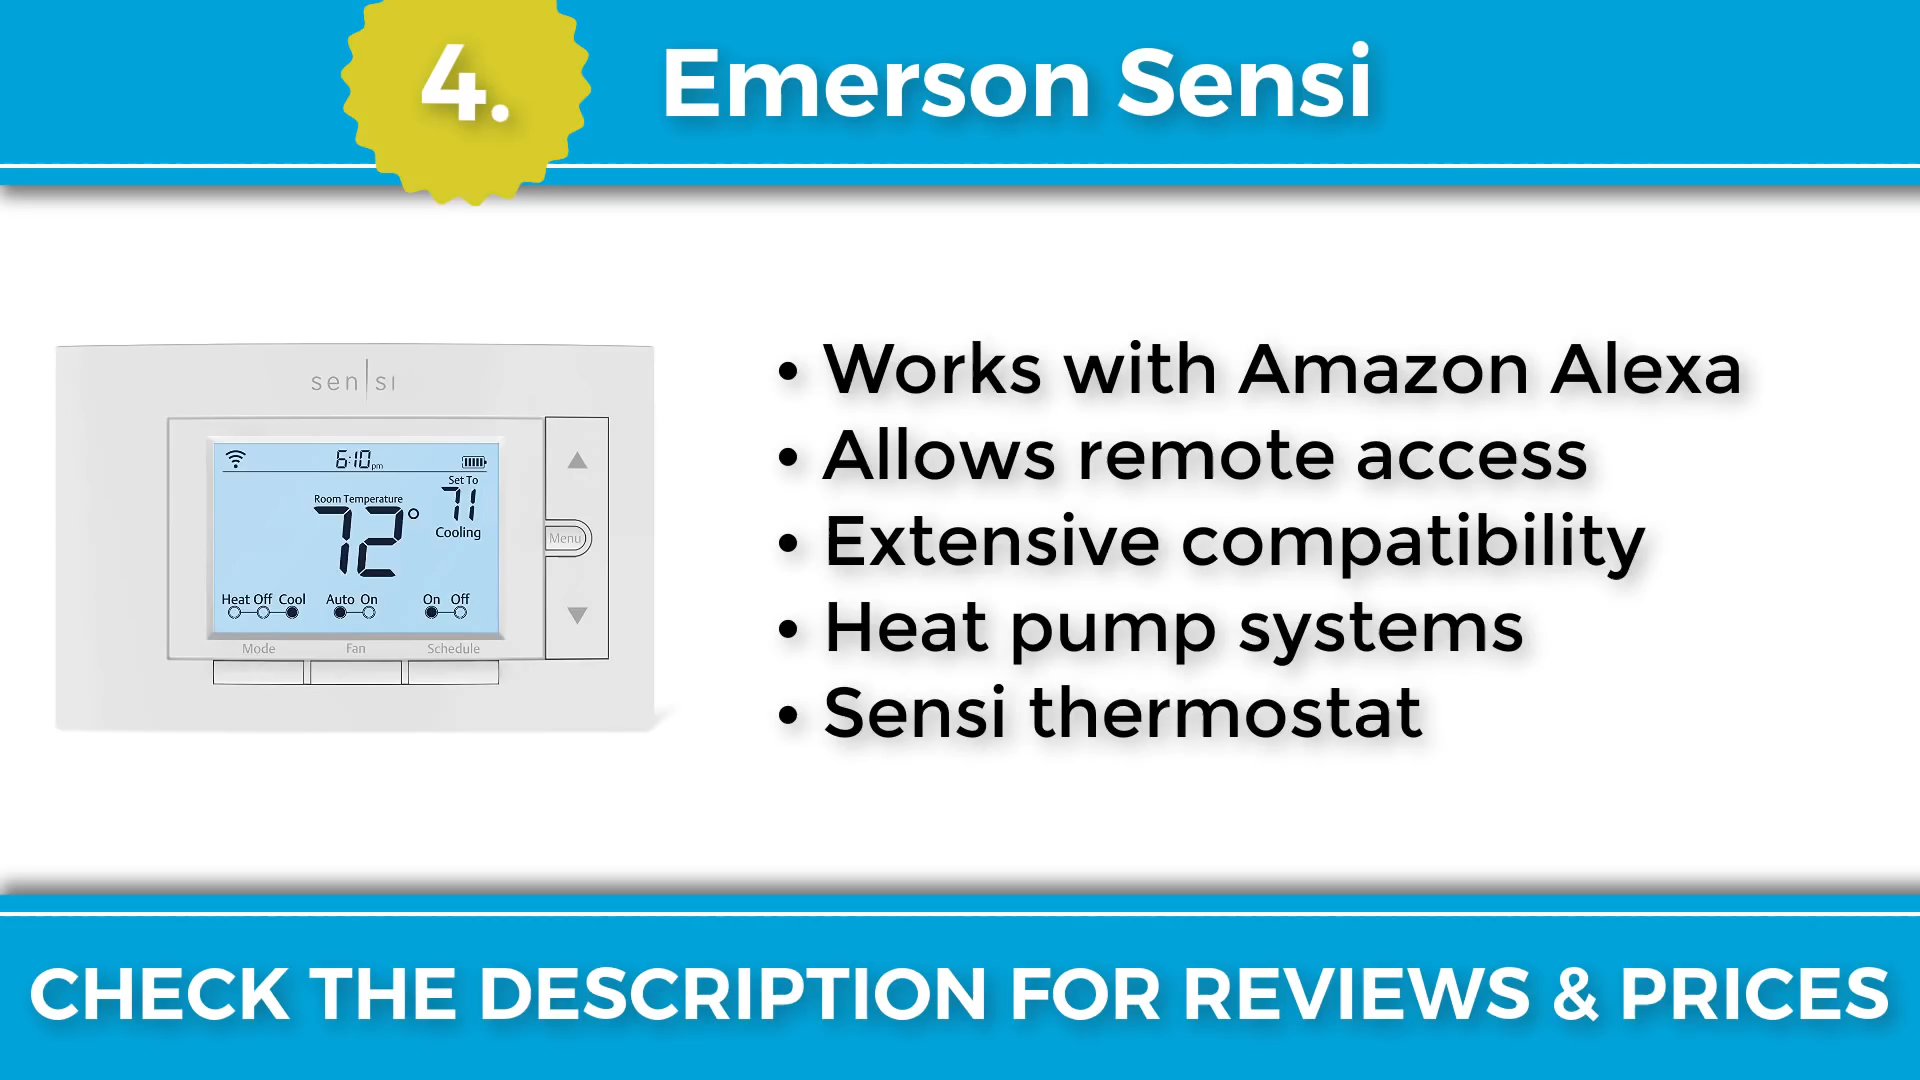 4. Emerson Sensi
sen|si
6:10pm
Set To
71
Cooling
Room Temperature
72°
Heat Off Cool
Auto On
On Off
Mode
Fan
Schedule
Menu
• Works with Amazon Alexa
• Allows remote access
• Extensive compatibility
• Heat pump systems
• Sensi thermostat
CHECK THE DESCRIPTION FOR REVIEWS & PRICES